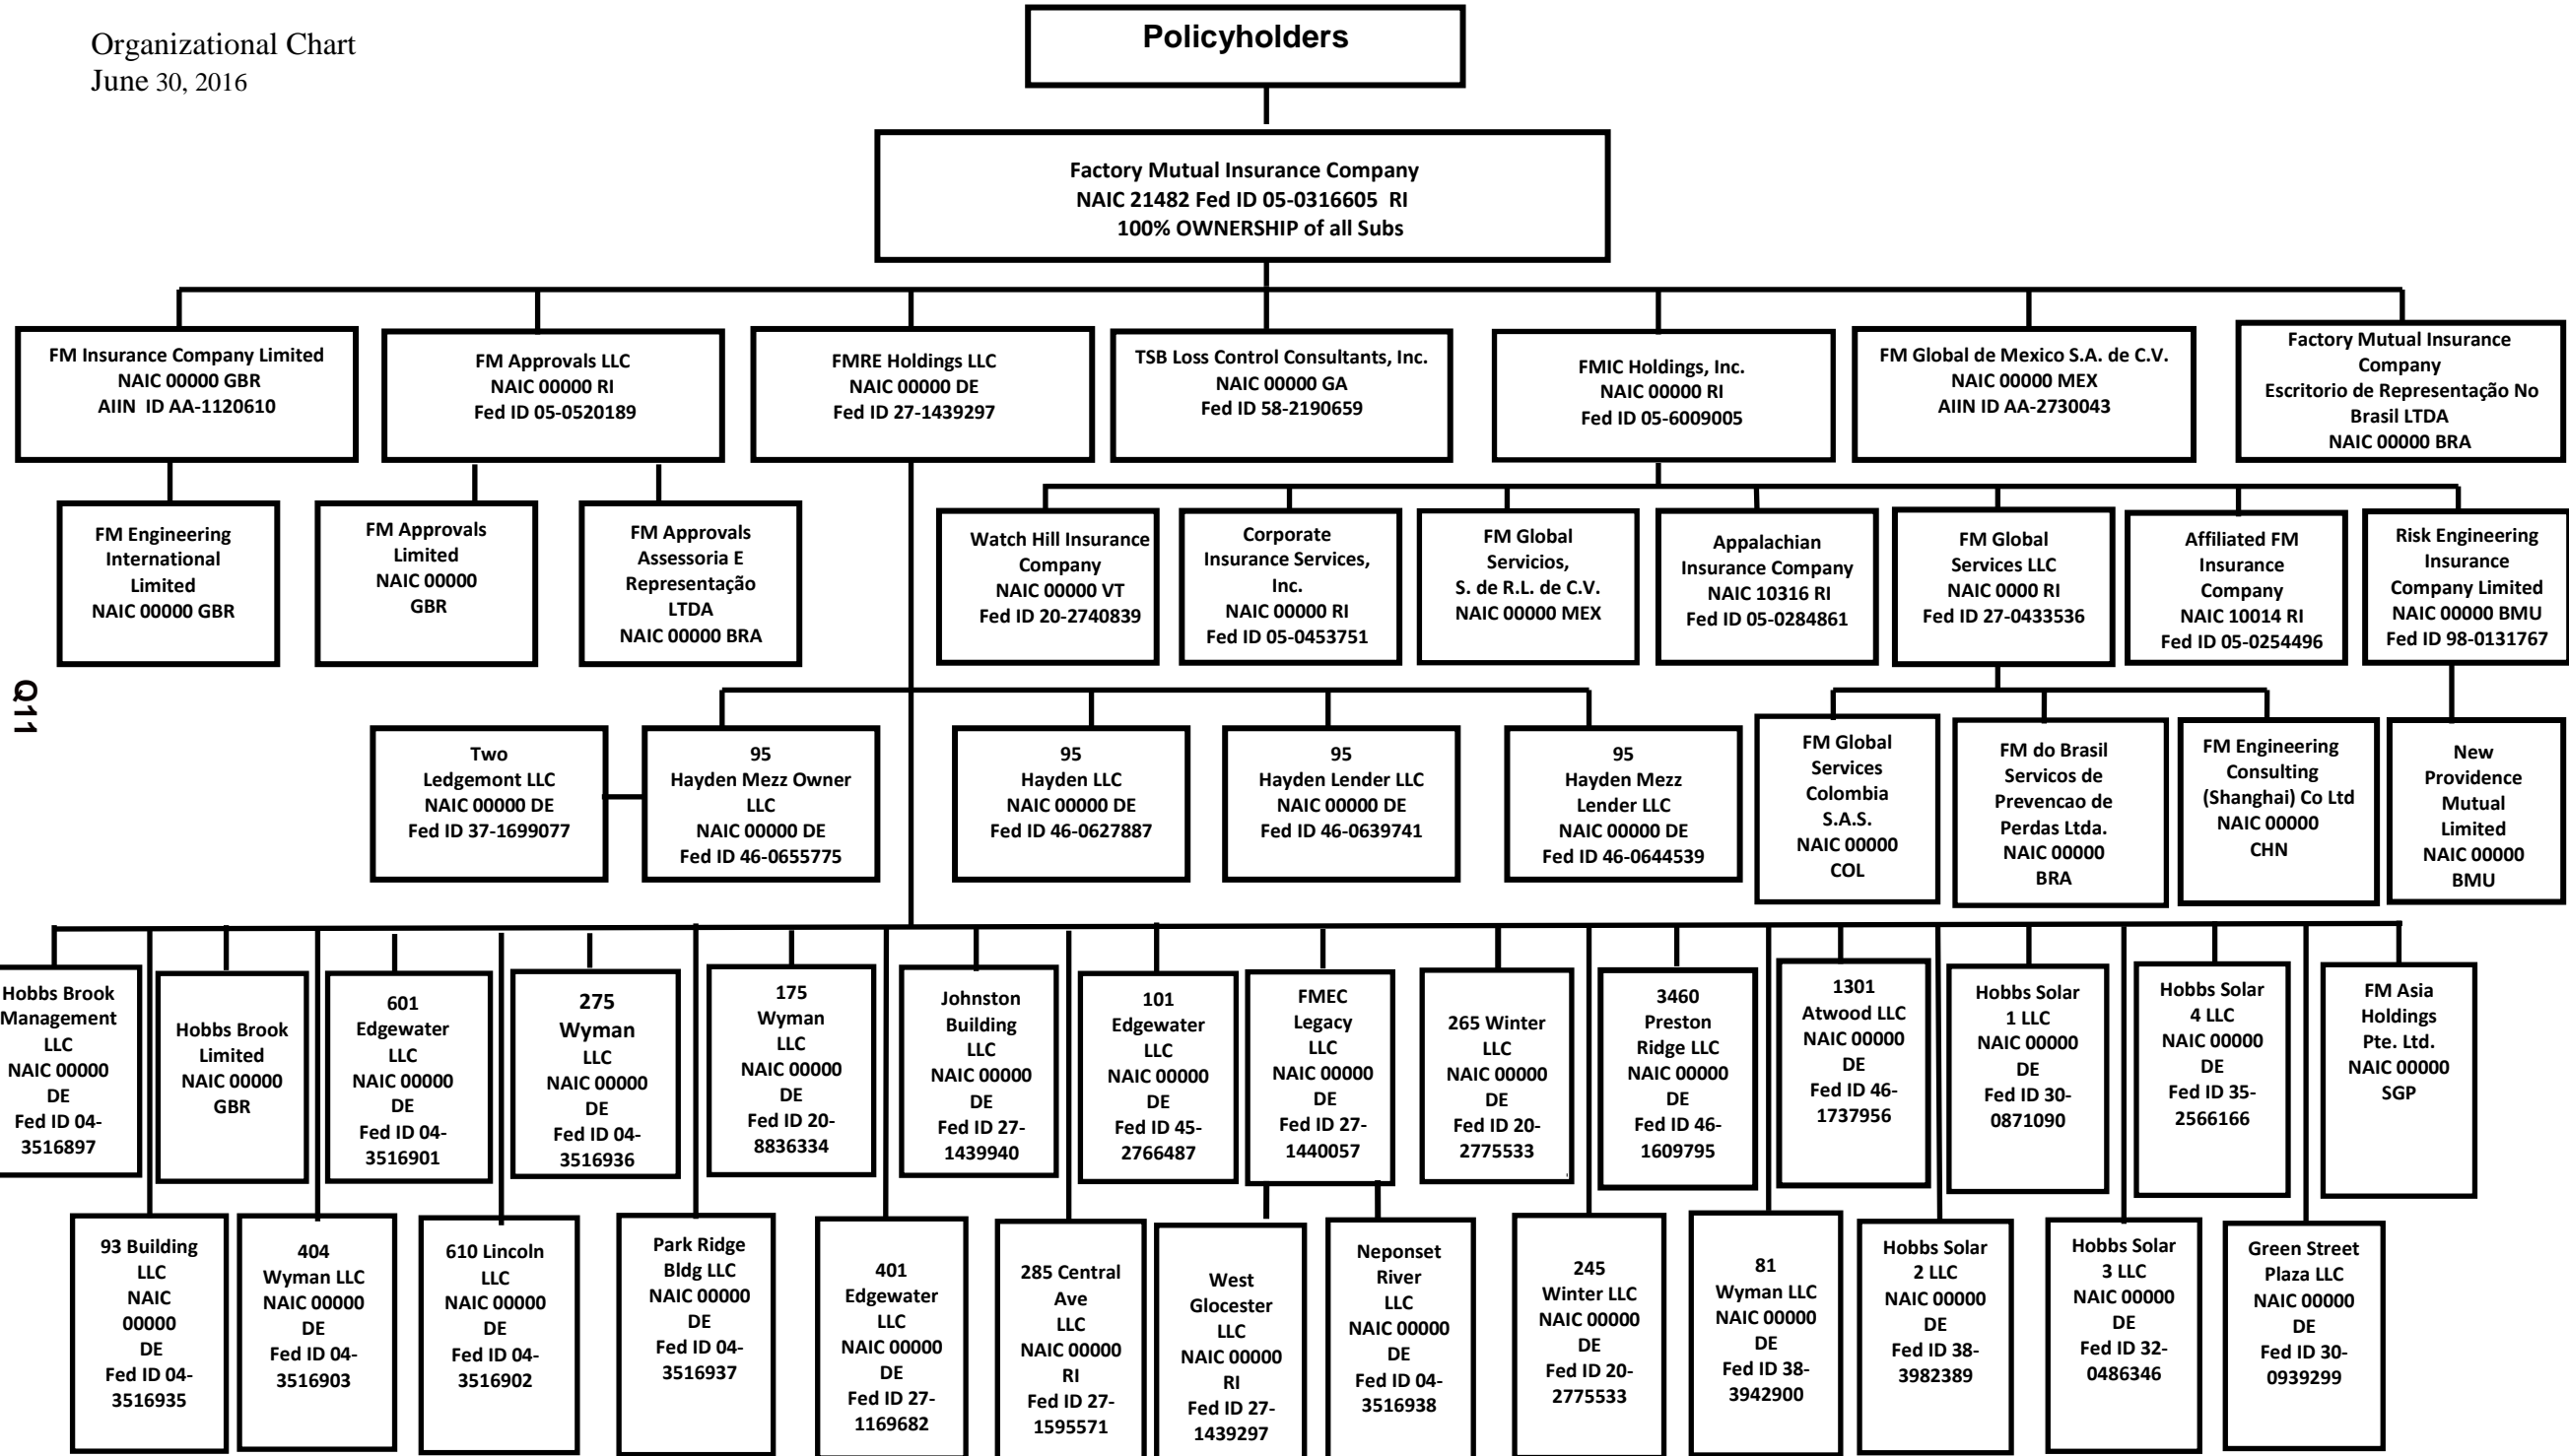 Organizational Chart
June 30, 2016
Policyholders
Factory Mutual Insurance Company
NAIC 21482 Fed ID 05-0316605 RI
100% OWNERSHIP of all Subs
FM Insurance Company Limited
NAIC 00000 GBR
AIIN ID AA-1120610
FM Approvals LLC
NAIC 00000 RI
Fed ID 05-0520189
FMRE Holdings LLC
NAIC 00000 DE
Fed ID 27-1439297
TSB Loss Control Consultants, Inc.
NAIC 00000 GA
Fed ID 58-2190659
FMIC Holdings, Inc.
NAIC 00000 RI
Fed ID 05-6009005
FM Global de Mexico S.A. de C.V.
NAIC 00000 MEX
AIIN ID AA-2730043
Factory Mutual Insurance
Company
Escritorio de Representação No
Brasil LTDA
NAIC 00000 BRA
FM Engineering
International
Limited
NAIC 00000 GBR
FM Approvals
Limited
NAIC 00000
GBR
FM Approvals
Assessoria E
Representação
LTDA
NAIC 00000 BRA
Watch Hill Insurance
Company
NAIC 00000 VT
Fed ID 20-2740839
Corporate
Insurance Services,
Inc.
NAIC 00000 RI
Fed ID 05-0453751
FM Global
Servicios,
S. de R.L. de C.V.
NAIC 00000 MEX
Appalachian
Insurance Company
NAIC 10316 RI
Fed ID 05-0284861
FM Global
Services LLC
NAIC 0000 RI
Fed ID 27-0433536
Affiliated FM
Insurance
Company
NAIC 10014 RI
Fed ID 05-0254496
Risk Engineering
Insurance
Company Limited
NAIC 00000 BMU
Fed ID 98-0131767
Q11
Two
Ledgemont LLC
NAIC 00000 DE
Fed ID 37-1699077
95
Hayden Mezz Owner
LLC
NAIC 00000 DE
Fed ID 46-0655775
95
Hayden LLC
NAIC 00000 DE
Fed ID 46-0627887
95
Hayden Lender LLC
NAIC 00000 DE
Fed ID 46-0639741
95
Hayden Mezz
Lender LLC
NAIC 00000 DE
Fed ID 46-0644539
FM Global
Services
Colombia
S.A.S.
NAIC 00000
COL
FM do Brasil
Servicos de
Prevencao de
Perdas Ltda.
NAIC 00000
BRA
FM Engineering
Consulting
(Shanghai) Co Ltd
NAIC 00000
CHN
New
Providence
Mutual
Limited
NAIC 00000
BMU
Hobbs Brook
Management
LLC
NAIC 00000
DE
Fed ID 04-
3516897
Hobbs Brook
Limited
NAIC 00000
GBR
601
Edgewater
LLC
NAIC 00000
DE
Fed ID 04-
3516901
275
Wyman
LLC
NAIC 00000
DE
Fed ID 04-
3516936
175
Wyman
LLC
NAIC 00000
DE
Fed ID 20-
8836334
Johnston
Building
LLC
NAIC 00000
DE
Fed ID 27-
1439940
101
Edgewater
LLC
NAIC 00000
DE
Fed ID 45-
2766487
FMEC
Legacy
LLC
NAIC 00000
DE
Fed ID 27-
1440057
265 Winter
LLC
NAIC 00000
DE
Fed ID 20-
2775533
3460
Preston
Ridge LLC
NAIC 00000
DE
Fed ID 46-
1609795
1301
Atwood LLC
NAIC 00000
DE
Fed ID 46-
1737956
Hobbs Solar
1 LLC
NAIC 00000
DE
Fed ID 30-
0871090
Hobbs Solar
4 LLC
NAIC 00000
DE
Fed ID 35-
2566166
FM Asia
Holdings
Pte. Ltd.
NAIC 00000
SGP
93 Building
LLC
NAIC
00000
DE
Fed ID 04-
3516935
404
Wyman LLC
NAIC 00000
DE
Fed ID 04-
3516903
610 Lincoln
LLC
NAIC 00000
DE
Fed ID 04-
3516902
Park Ridge
Bldg LLC
NAIC 00000
DE
Fed ID 04-
3516937
401
Edgewater
LLC
NAIC 00000
DE
Fed ID 27-
1169682
285 Central
Ave
LLC
NAIC 00000
RI
Fed ID 27-
1595571
West
Glocester
LLC
NAIC 00000
RI
Fed ID 27-
1439297
Neponset
River
LLC
NAIC 00000
DE
Fed ID 04-
3516938
245
Winter LLC
NAIC 00000
DE
Fed ID 20-
2775533
81
Wyman LLC
NAIC 00000
DE
Fed ID 38-
3942900
Hobbs Solar
2 LLC
NAIC 00000
DE
Fed ID 38-
3982389
Hobbs Solar
3 LLC
NAIC 00000
DE
Fed ID 32-
0486346
Green Street
Plaza LLC
NAIC 00000
DE
Fed ID 30-
0939299